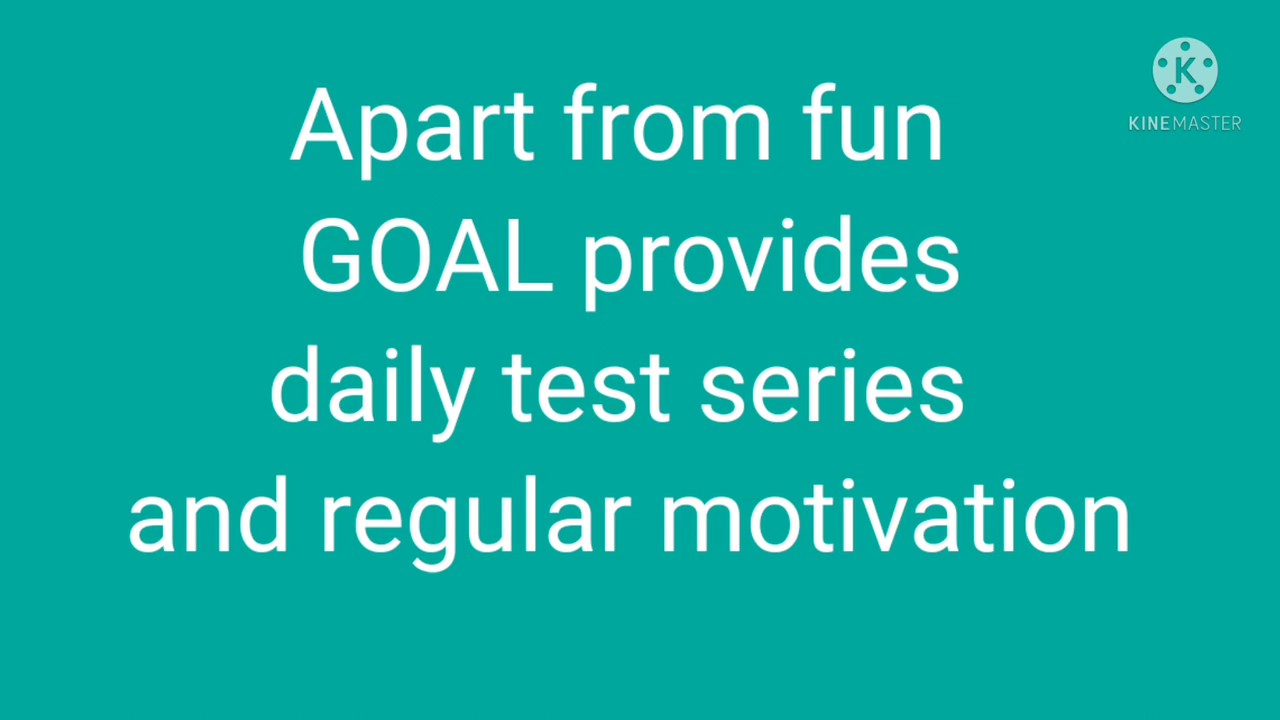 Apart from fun
GOAL provides
daily test series
and regular motivation
K
KINEMASTER